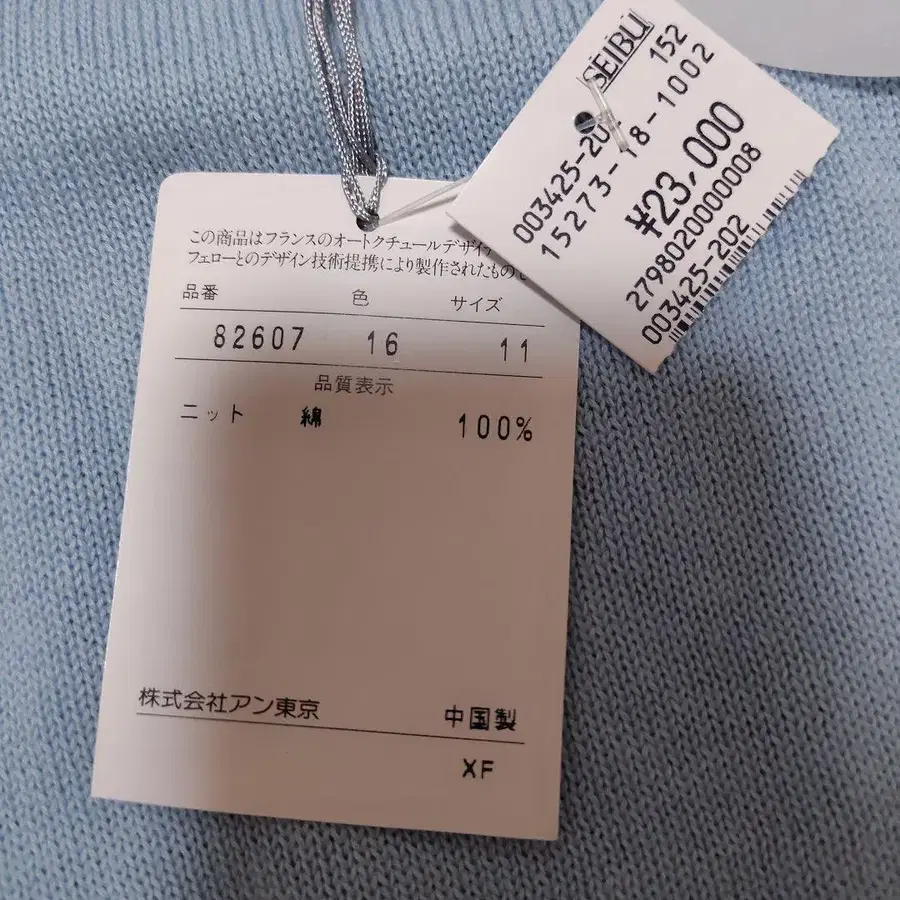 SEIBU 152
003425-202
15273-18-1002
¥23,000
2798020000008
003425-202
この商品はフランスのオートクチュールデザイ
フェローとのデザイン技術提携により製作されたもので
品番 色 サイズ
82607 16 11
品質表示
ニット 綿 100%
株式会社アン東京 中国製
XF